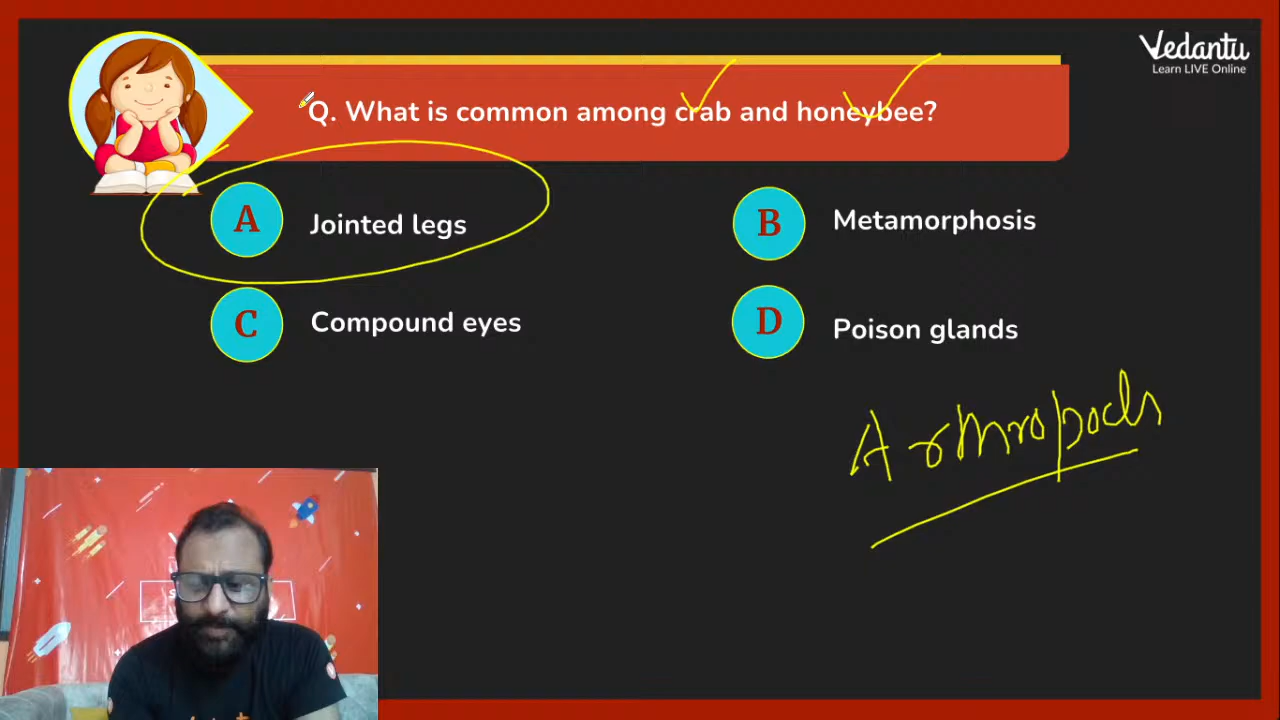 Vedantu
Learn LIVE Online
Q. What is common among crab and honeybee?
A Jointed legs
B Metamorphosis
C Compound eyes
D Poison glands
Arthropods